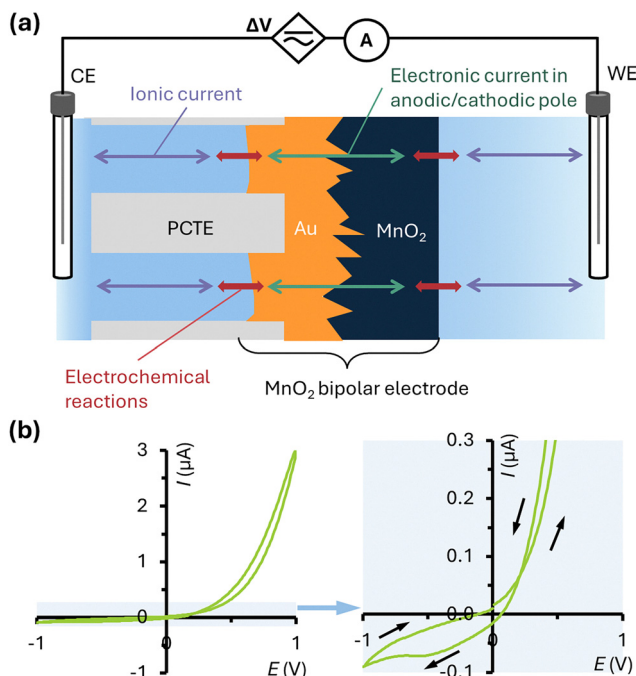 (a)
ΔV
A
CE
WE
Ionic current
Electronic current in
anodic/cathodic pole
PCTE
Au
MnO₂
Electrochemical
reactions
MnO₂ bipolar electrode
(b)
I (μA)
3
2
1
0
-1
-1
0
1
E (V)
I (μA)
0.3
0.2
0.1
0.0
-0.1
-1
0
1
E (V)